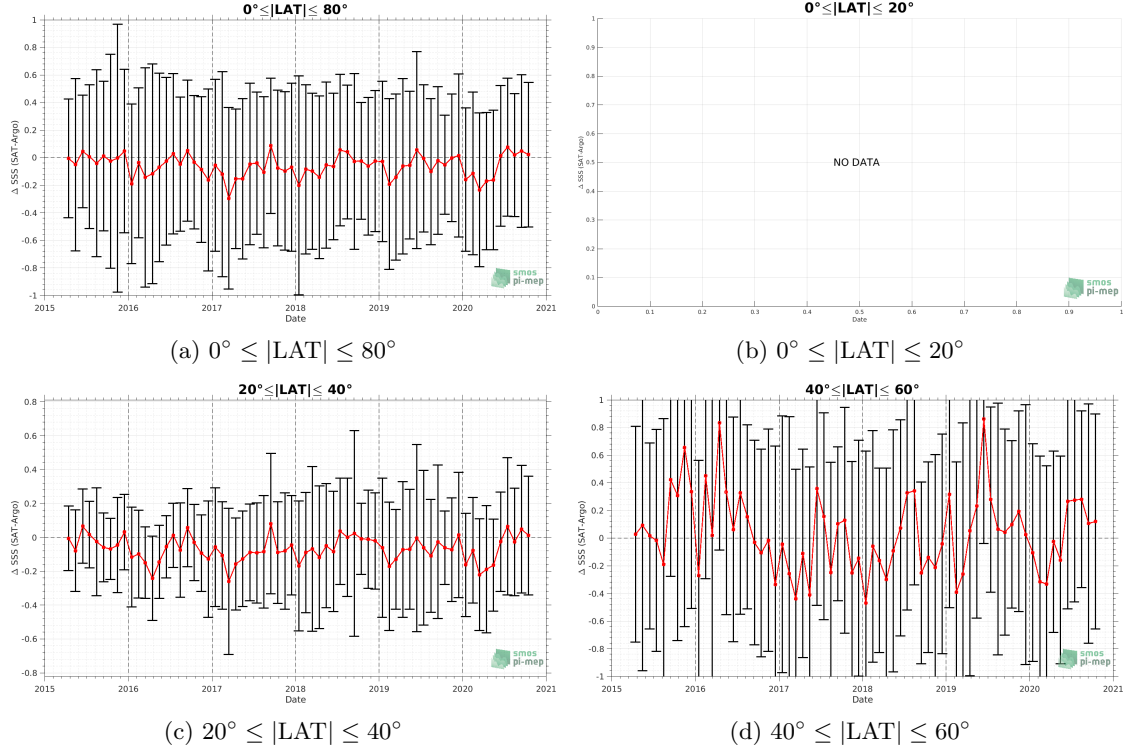 0°≤|LAT|≤ 80°
1
0.8
0.6
0.4
0.2
0
-0.2
-0.4
-0.6
-0.8
-1
Δ SSS (SAT-Argo)
2015 2016 2017 2018 2019 2020 2021
Date
smos
pi-mep
(a) 0° ≤ |LAT| ≤ 80°
0°≤|LAT|≤ 20°
1
0.9
0.8
0.7
0.6
0.5
0.4
0.3
0.2
0.1
0
Δ SSS (SAT-Argo)
NO DATA
0 0.1 0.2 0.3 0.4 0.5 0.6 0.7 0.8 0.9 1
Date
smos
pi-mep
(b) 0° ≤ |LAT| ≤ 20°
20°≤|LAT|≤ 40°
0.8
0.6
0.4
0.2
0
-0.2
-0.4
-0.6
-0.8
Δ SSS (SAT-Argo)
2015 2016 2017 2018 2019 2020 2021
Date
smos
pi-mep
(c) 20° ≤ |LAT| ≤ 40°
40°≤|LAT|≤ 60°
1
0.8
0.6
0.4
0.2
0
-0.2
-0.4
-0.6
-0.8
-1
Δ SSS (SAT-Argo)
2015 2016 2017 2018 2019 2020 2021
Date
smos
pi-mep
(d) 40° ≤ |LAT| ≤ 60°